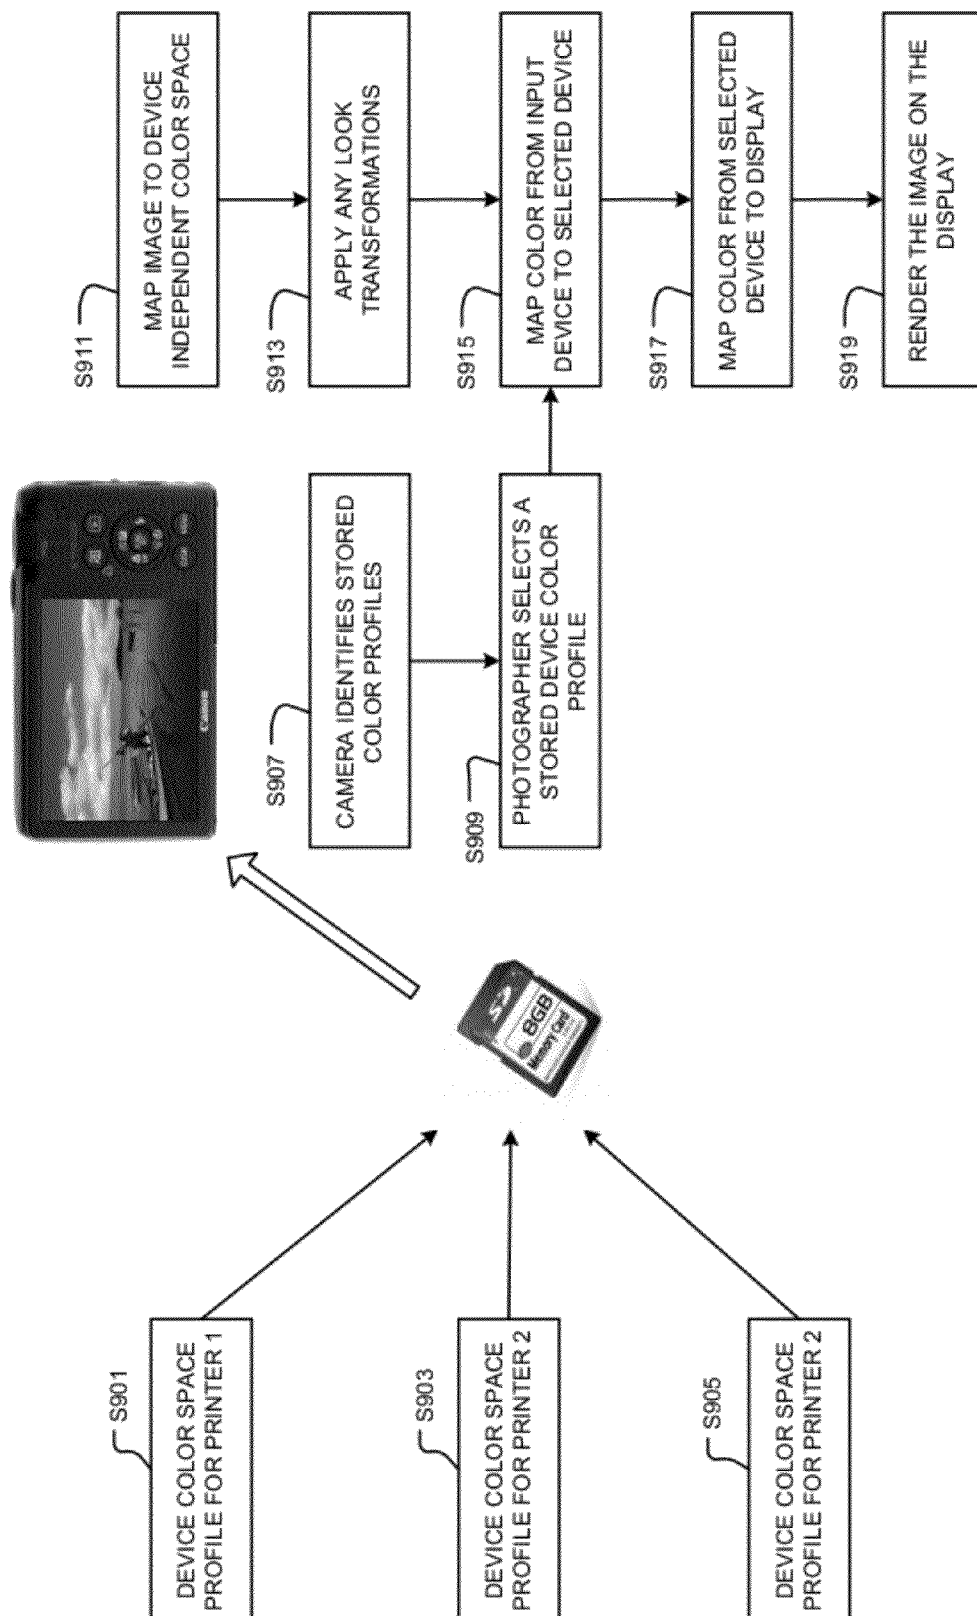 S901
DEVICE COLOR SPACE
PROFILE FOR PRINTER 1
S903
DEVICE COLOR SPACE
PROFILE FOR PRINTER 2
S905
DEVICE COLOR SPACE
PROFILE FOR PRINTER 2
8GB
Memory Card
Canon
S907
CAMERA IDENTIFIES STORED
COLOR PROFILES
S909
PHOTOGRAPHER SELECTS A
STORED DEVICE COLOR
PROFILE
S911
MAP IMAGE TO DEVICE
INDEPENDENT COLOR SPACE
S913
APPLY ANY LOOK
TRANSFORMATIONS
S915
MAP COLOR FROM INPUT
DEVICE TO SELECTED DEVICE
S917
MAP COLOR FROM SELECTED
DEVICE TO DISPLAY
S919
RENDER THE IMAGE ON THE
DISPLAY